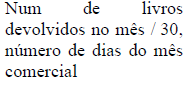 Num de livros
devolvidos no mês / 30,
número de dias do mês
comercial